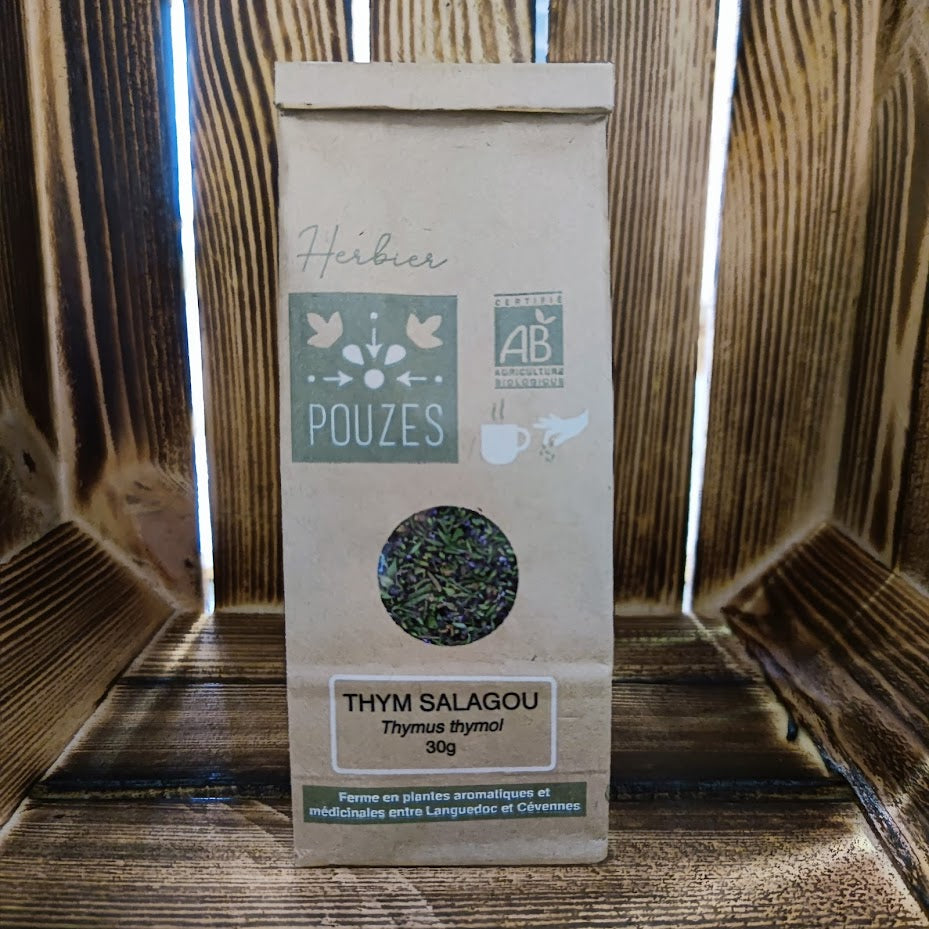 Herbier
POUZES
CERTIFIÉ
AB
AGRICULTURE
BIOLOGIQUE
THYM SALAGOU
Thymus thymol
30g
Ferme en plantes aromatiques et
médicinales entre Languedoc et Cévennes